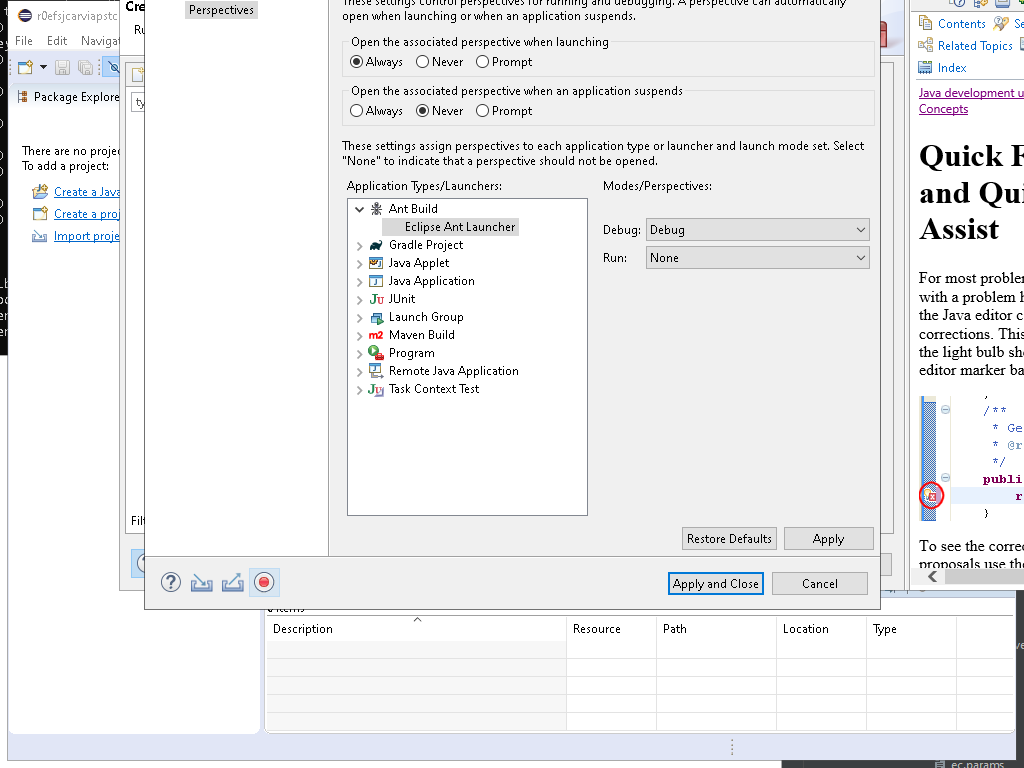 r0efsjcarviapstc
File Edit Navigat
Package Explore
There are no projec
To add a project:
Create a Java
Create a proj
Import proje
Cre
Ru
ty
Filt
Perspectives
These settings control perspectives for running and debugging. A perspective can automatically
open when launching or when an application suspends.
Open the associated perspective when launching
Always Never Prompt
Open the associated perspective when an application suspends
Always Never Prompt
These settings assign perspectives to each application type or launcher and launch mode set. Select
"None" to indicate that a perspective should not be opened.
Application Types/Launchers:
Ant Build
Eclipse Ant Launcher
Gradle Project
Java Applet
Java Application
JUnit
Launch Group
Maven Build
Program
Remote Java Application
Task Context Test
Modes/Perspectives:
Debug: Debug
Run: None
Restore Defaults Apply
Apply and Close Cancel
Contents Se
Related Topics
Index
Java development u
Concepts
Quick F
and Qui
Assist
For most problem
with a problem h
the Java editor c
corrections. This
the light bulb sho
editor marker ba
/**
* Ge
* @r
*/
publi
r
}
To see the correc
proposals use the
0 items
Description Resource Path Location Type
ec.params